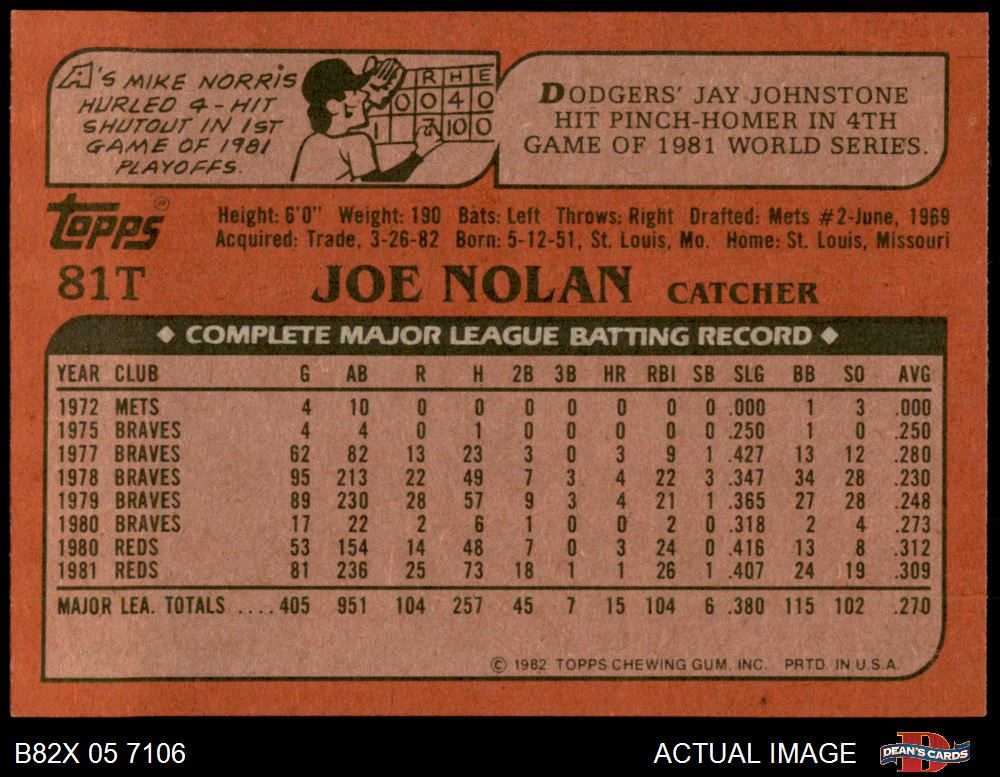 A's MIKE NORRIS
HURLED 4-HIT
SHUTOUT IN 1ST
GAME OF 1981
PLAYOFFS.
R H E
0 0 4 0
1 7 10 0
DODGERS' JAY JOHNSTONE
HIT PINCH-HOMER IN 4TH
GAME OF 1981 WORLD SERIES.
Topps®
Height: 6'0" Weight: 190 Bats: Left Throws: Right Drafted: Mets #2-June, 1969
Acquired: Trade, 3-26-82 Born: 5-12-51, St. Louis, Mo. Home: St. Louis, Missouri
81T JOE NOLAN CATCHER
◆ COMPLETE MAJOR LEAGUE BATTING RECORD ◆
YEAR CLUB G AB R H 2B 3B HR RBI SB SLG BB SO AVG
1972 METS 4 10 0 0 0 0 0 0 0 .000 1 3 .000
1975 BRAVES 4 4 0 1 0 0 0 0 0 .250 1 0 .250
1977 BRAVES 62 82 13 23 3 0 3 9 1 .427 13 12 .280
1978 BRAVES 95 213 22 49 7 3 4 22 3 .347 34 28 .230
1979 BRAVES 89 230 28 57 9 3 4 21 1 .365 27 28 .248
1980 BRAVES 17 22 2 6 1 0 0 2 0 .318 2 4 .273
1980 REDS 53 154 14 48 7 0 3 24 0 .416 13 8 .312
1981 REDS 81 236 25 73 18 1 1 26 1 .407 24 19 .309
MAJOR LEA. TOTALS ....405 951 104 257 45 7 15 104 6 .380 115 102 .270
© 1982 TOPPS CHEWING GUM, INC. PRTD. IN U.S.A.
B82X 05 7106 ACTUAL IMAGE DEAN'S CARDS